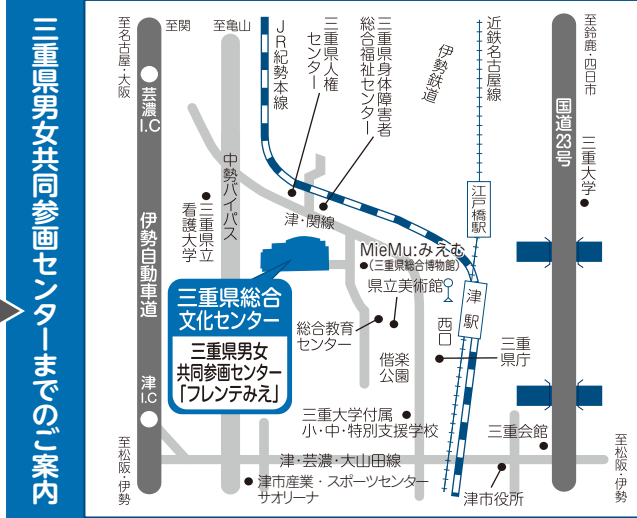 三重県男女共同参画センターまでのご案内
至名古屋・大阪
至関
至亀山
芸濃
I.C
伊勢自動車道
津
I.C
至松阪・伊勢
中勢バイパス
三重県立
看護大学
JR紀勢本線
三重県人権
センター
三重県身体障害者
総合福祉センター
伊勢鉄道
近鉄名古屋線
至鈴鹿・四日市
国道23号
三重大学
江戸橋駅
津・関線
MieMu:みえむ
(三重県総合博物館)
県立美術館
津駅
西口
三重県総合
文化センター
三重県男女
共同参画センター
「フレンテみえ」
総合教育
センター
偕楽
公園
三重
県庁
三重大学付属
小・中・特別支援学校
三重会館
津・芸濃・大山田線
津市産業・スポーツセンター
サオリーナ
津市役所
至松阪・伊勢